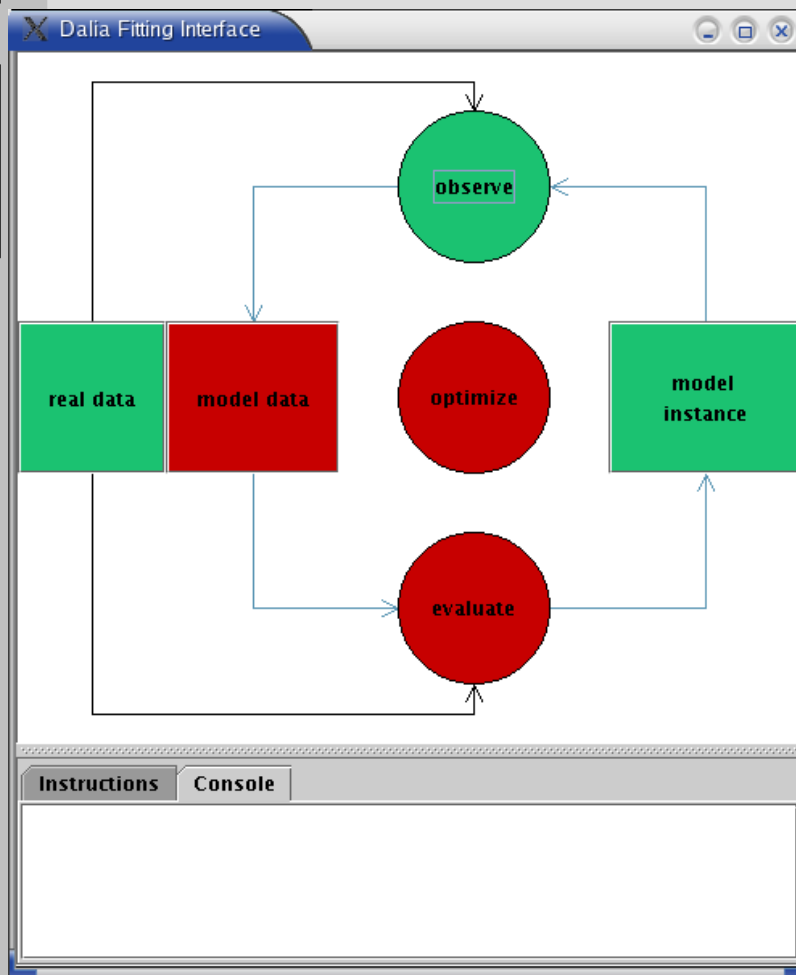 Dalia Fitting Interface
observe
real data
model data
optimize
model
instance
evaluate
Instructions
Console